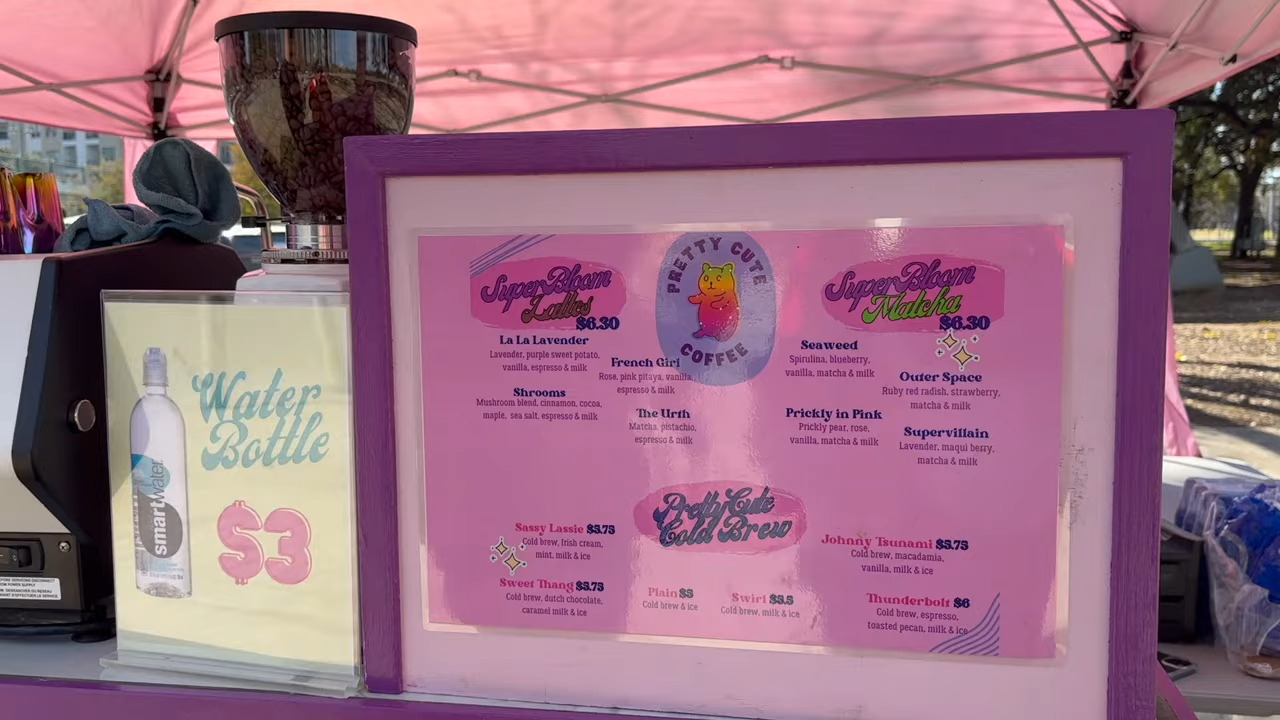 Water
Bottle
smartwater
$3
PRETTY CUTE
COFFEE
SuperBloom
Lattes
$6.30
La La Lavender
Lavender, purple sweet potato,
vanilla, espresso & milk
French Girl
Rose, pink pitaya, vanilla,
espresso & milk
Shrooms
Mushroom blend, cinnamon, cocoa,
maple, sea salt, espresso & milk
The Urth
Matcha, pistachio,
espresso & milk
SuperBloom
Matcha
$6.30
Seaweed
Spirulina, blueberry,
vanilla, matcha & milk
Outer Space
Ruby red radish, strawberry,
matcha & milk
Prickly in Pink
Prickly pear, rose,
vanilla, matcha & milk
Supervillain
Lavender, maqui berry,
matcha & milk
Pretty Cute
Cold Brew
Sassy Lassie $5.75
Cold brew, Irish cream,
mint, milk & ice
Sweet Thang $5.75
Cold brew, dutch chocolate,
caramel milk & ice
Plain $5
Cold brew & ice
Swirl $5.5
Cold brew, milk & ice
Johnny Tsunami $5.75
Cold brew, macadamia,
vanilla, milk & ice
Thunderbolt $6
Cold brew, espresso,
toasted pecan, milk & ice